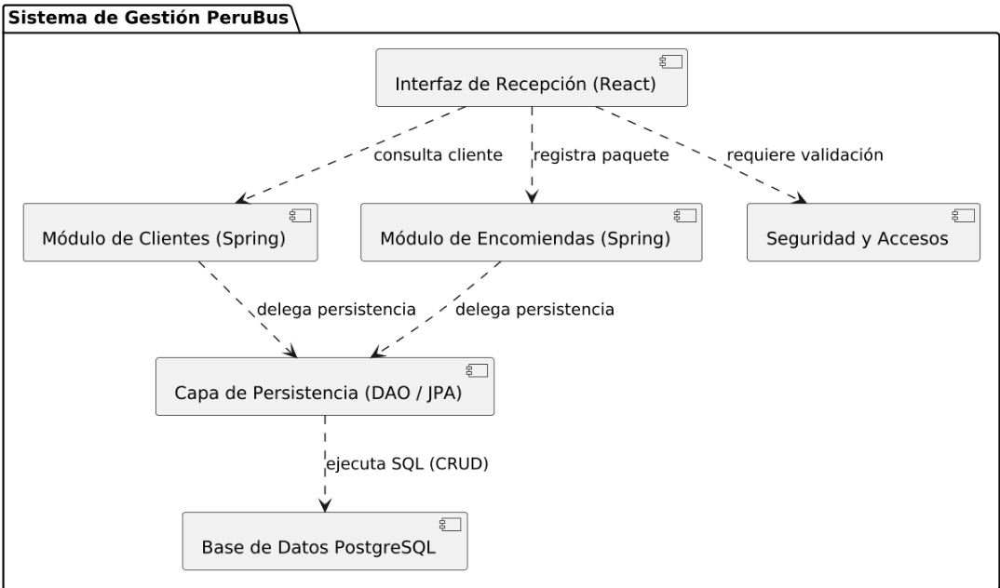 Sistema de Gestión PeruBus
Interfaz de Recepción (React)
consulta cliente
registra paquete
requiere validación
Módulo de Clientes (Spring)
Módulo de Encomiendas (Spring)
Seguridad y Accesos
delega persistencia
delega persistencia
Capa de Persistencia (DAO / JPA)
ejecuta SQL (CRUD)
Base de Datos PostgreSQL